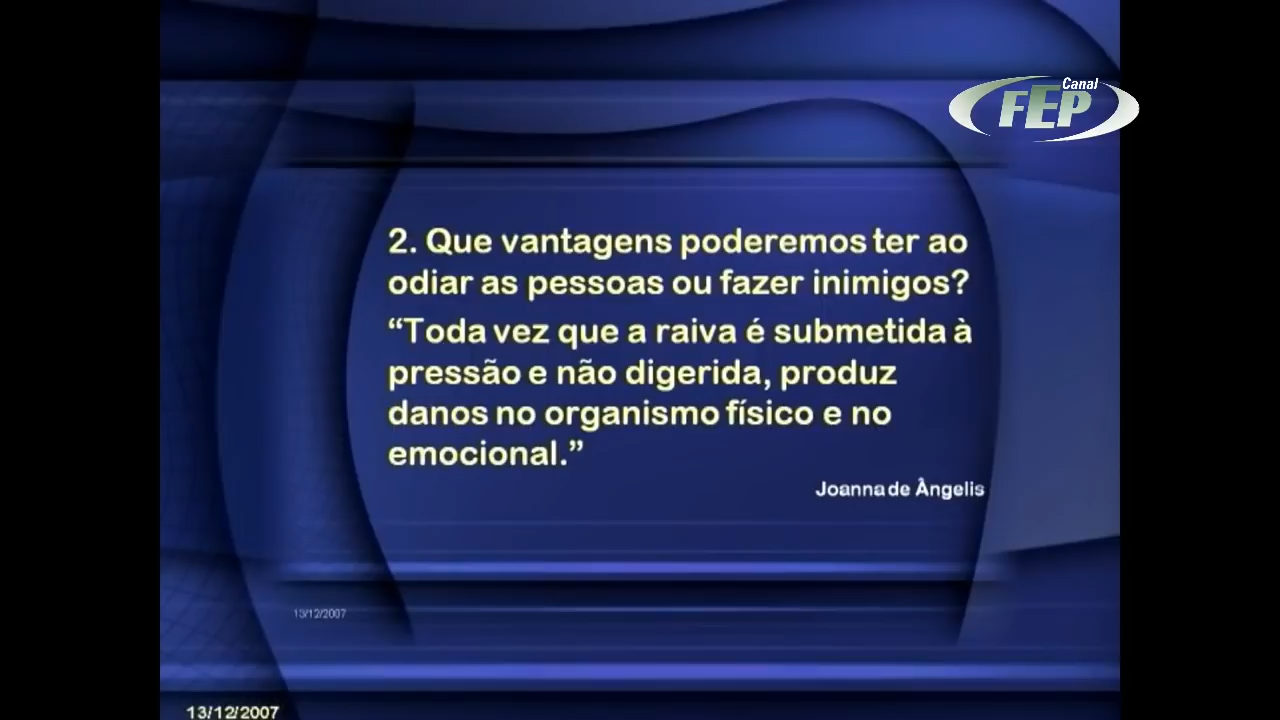 Canal
FEP
2. Que vantagens poderemos ter ao
odiar as pessoas ou fazer inimigos?
“Toda vez que a raiva é submetida à
pressão e não digerida, produz
danos no organismo físico e no
emocional.”
Joanna de Ângelis
13/12/2007
13/12/2007